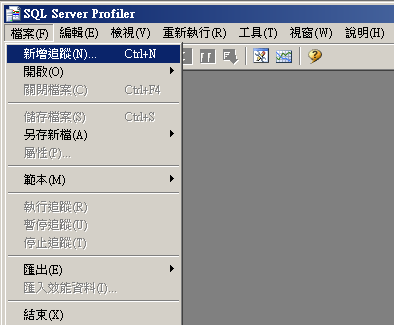 SQL Server Profiler
檔案(F) 編輯(E) 檢視(V) 重新執行(R) 工具(T) 視窗(W) 說明(H)
新增追蹤(N)... Ctrl+N
開啟(O)
關閉檔案(C) Ctrl+F4
儲存檔案(S) Ctrl+S
另存新檔(A)
屬性(P)...
範本(M)
執行追蹤(R)
暫停追蹤(U)
停止追蹤(T)
匯出(E)
匯入效能資料(I)...
結束(X)